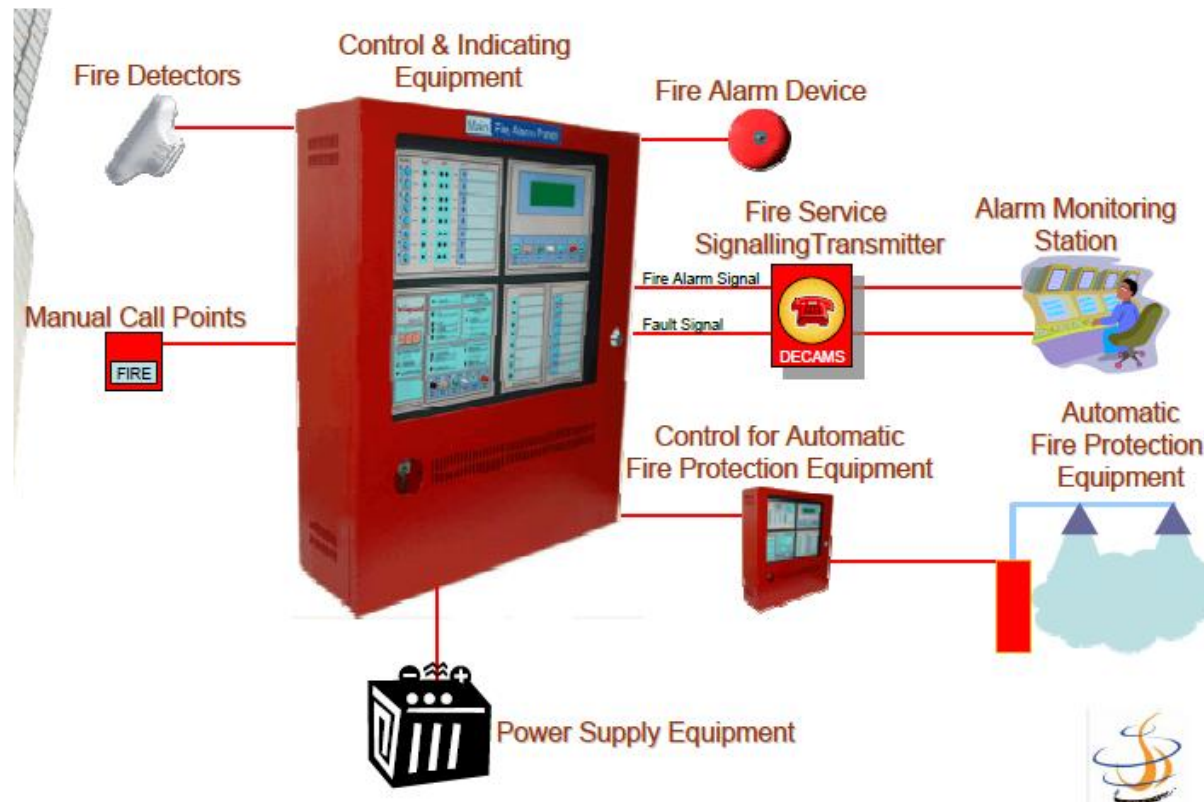 Control & Indicating
Equipment
Fire Detectors
Fire Alarm Device
Main Fire Alarm Panel
Fire Service
SignallingTransmitter
Alarm Monitoring
Station
Fire Alarm Signal
Fault Signal
DECAMS
Manual Call Points
FIRE
Control for Automatic
Fire Protection Equipment
Automatic
Fire Protection
Equipment
Power Supply Equipment